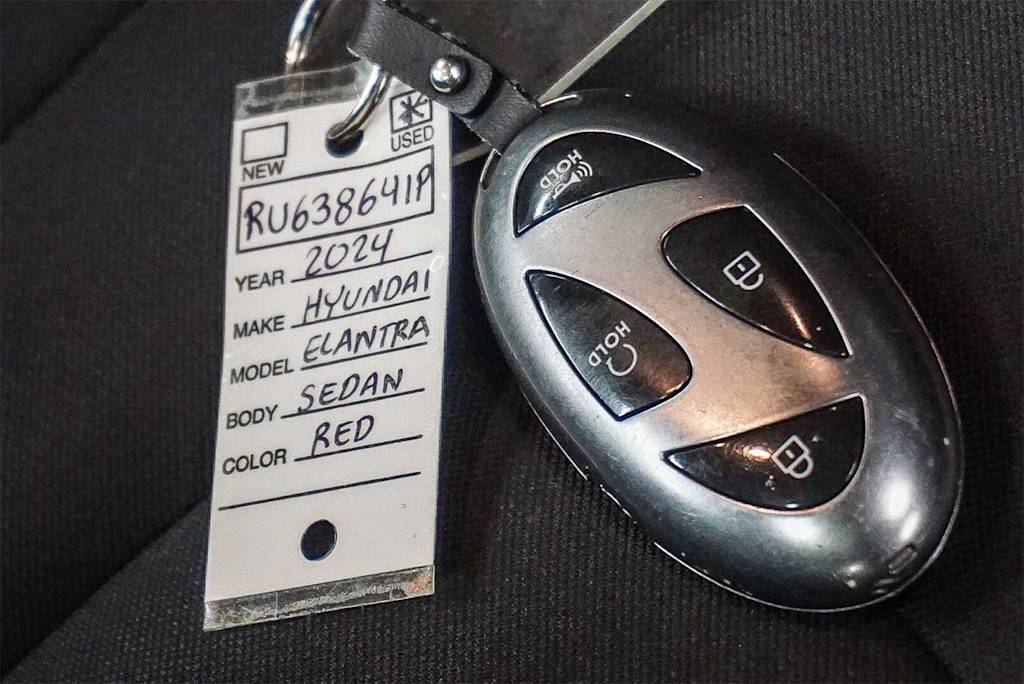 NEW
USED
RU638641P
YEAR 2024
MAKE HYUNDAI
MODEL ELANTRA
BODY SEDAN
COLOR RED
HOLD
HOLD